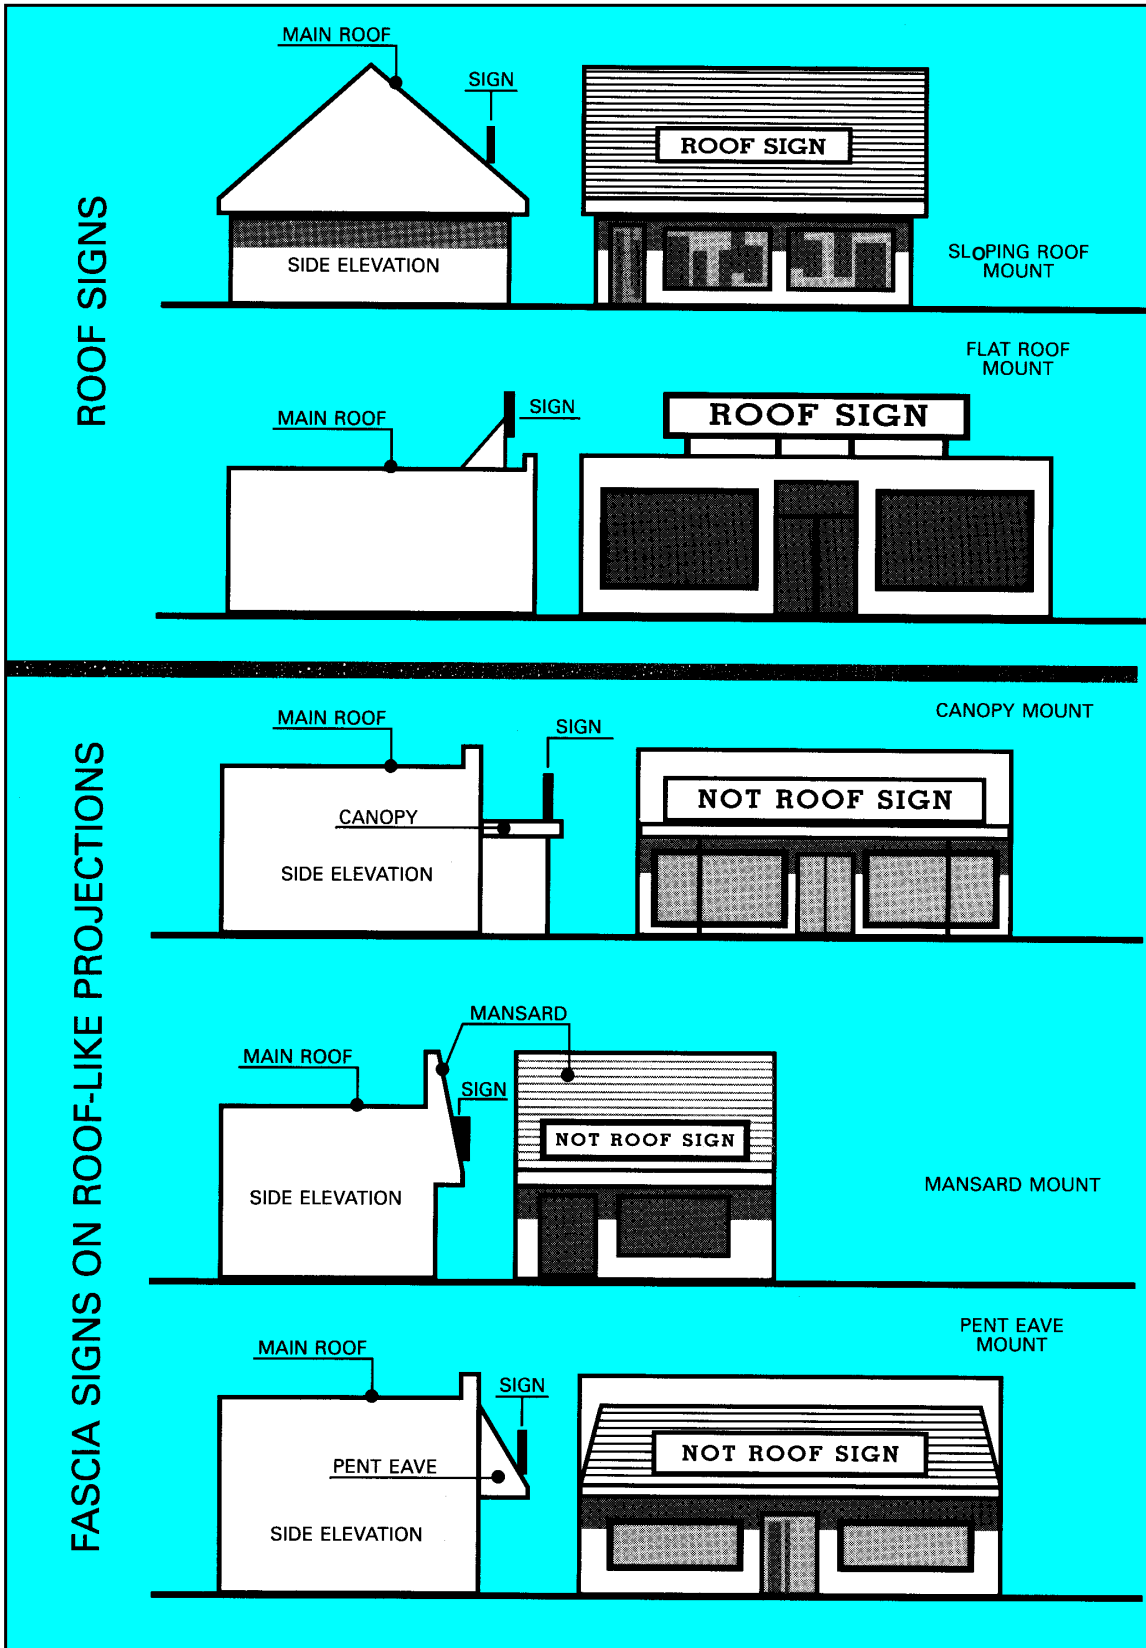 ROOF SIGNS
MAIN ROOF
SIGN
ROOF SIGN
SIDE ELEVATION
SLOPING ROOF
MOUNT
FLAT ROOF
MOUNT
MAIN ROOF
SIGN
ROOF SIGN
FASCIA SIGNS ON ROOF-LIKE PROJECTIONS
CANOPY MOUNT
MAIN ROOF
SIGN
CANOPY
SIDE ELEVATION
NOT ROOF SIGN
MANSARD
MAIN ROOF
SIGN
NOT ROOF SIGN
SIDE ELEVATION
MANSARD MOUNT
PENT EAVE
MOUNT
MAIN ROOF
SIGN
PENT EAVE
SIDE ELEVATION
NOT ROOF SIGN